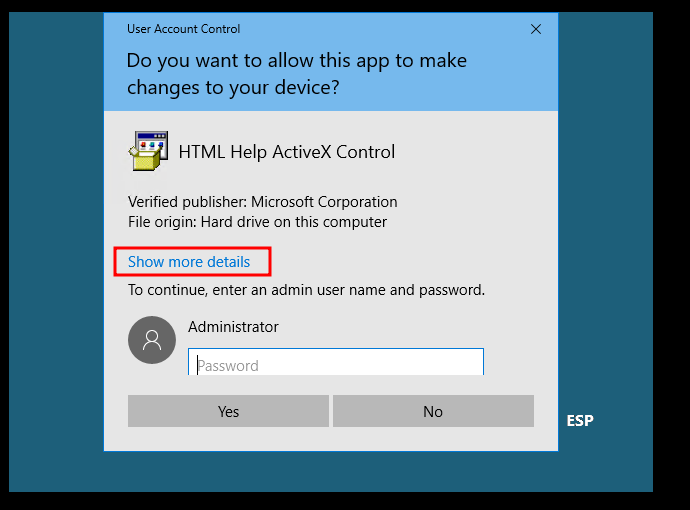 User Account Control
Do you want to allow this app to make
changes to your device?
HTML Help ActiveX Control
Verified publisher: Microsoft Corporation
File origin: Hard drive on this computer
Show more details
To continue, enter an admin user name and password.
Administrator
Password
Yes
No
ESP